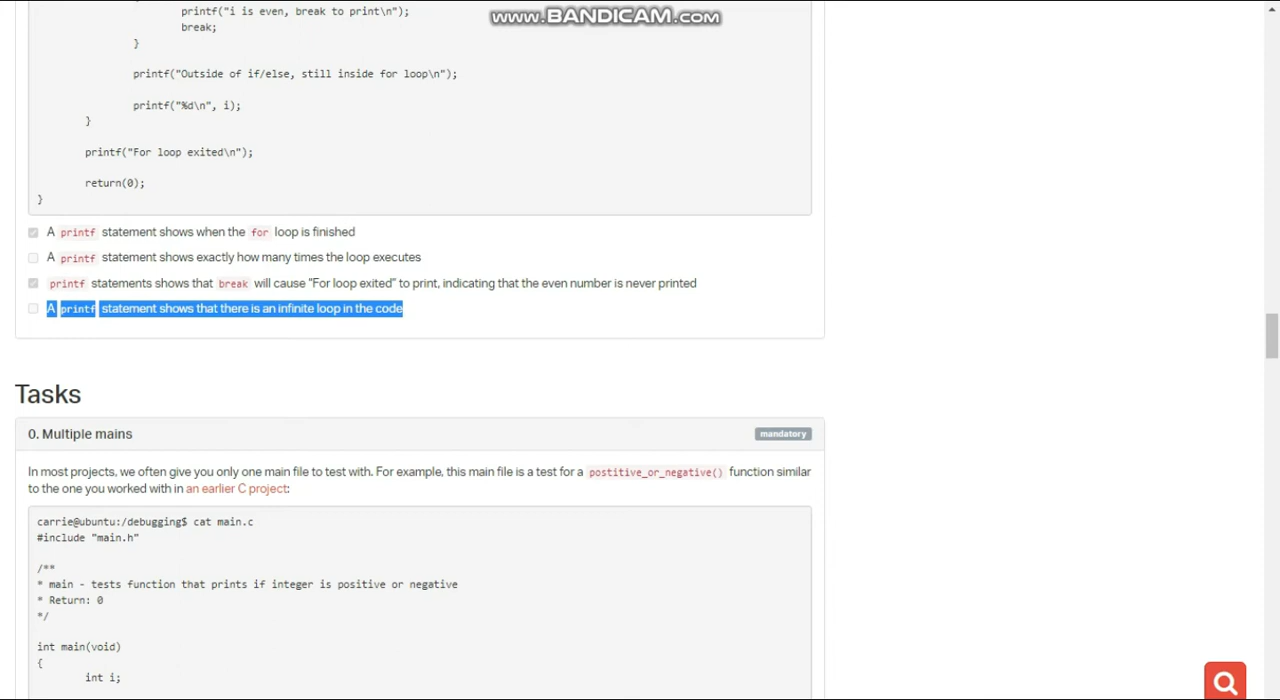 printf("i is even, break to print\n");
www.BANDICAM.com
break;
}
printf("Outside of if/else, still inside for loop\n");
printf("%d\n", i);
}
printf("For loop exited\n");
return(0);
}
A printf statement shows when the for loop is finished
A printf statement shows exactly how many times the loop executes
printf statements shows that break will cause "For loop exited" to print, indicating that the even number is never printed
A printf statement shows that there is an infinite loop in the code
Tasks
0. Multiple mains
mandatory
In most projects, we often give you only one main file to test with. For example, this main file is a test for a postitive_or_negative() function similar
to the one you worked with in an earlier C project:
carrie@ubuntu:/debugging$ cat main.c
#include "main.h"
/**
* main - tests function that prints if integer is positive or negative
* Return: 0
*/
int main(void)
{
int i;